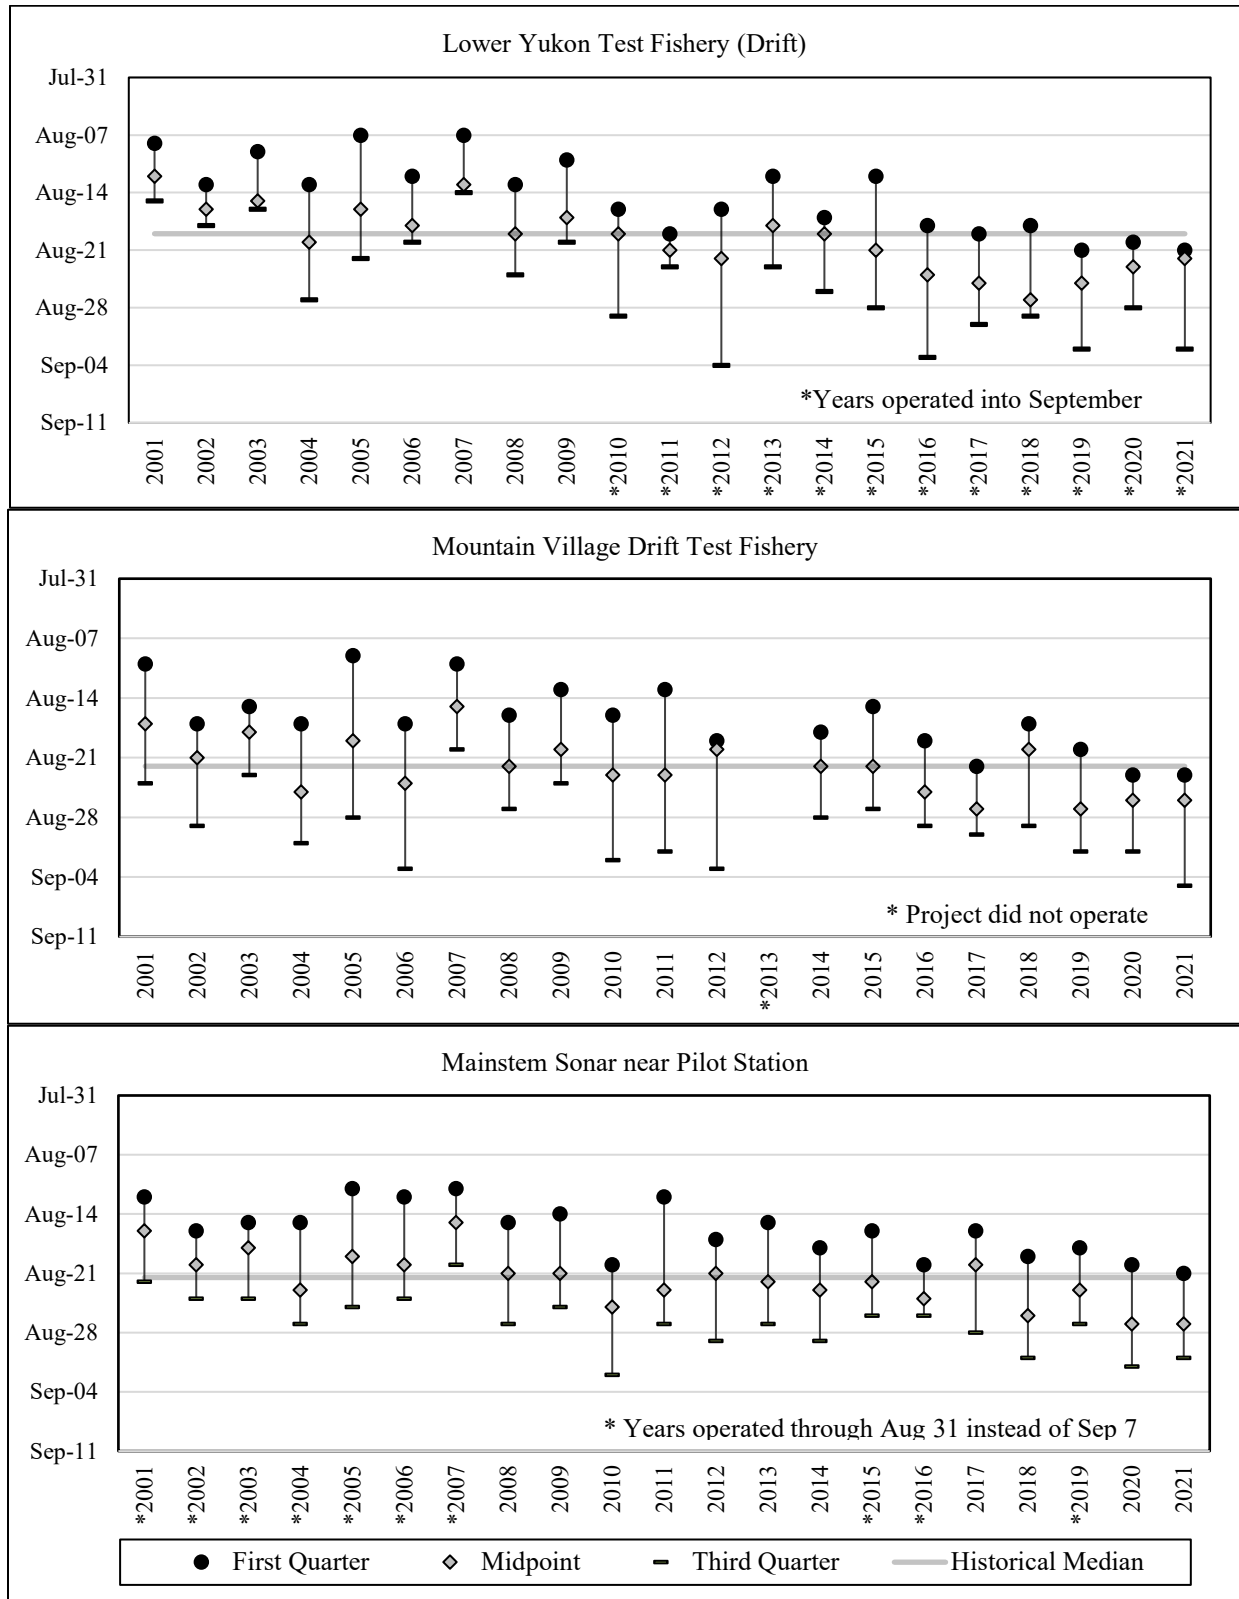 Lower Yukon Test Fishery (Drift)
Jul-31
Aug-07
Aug-14
Aug-21
Aug-28
Sep-04
Sep-11
*Years operated into September
2001
2002
2003
2004
2005
2006
2007
2008
2009
*2010
*2011
*2012
*2013
*2014
*2015
*2016
*2017
*2018
*2019
*2020
*2021
Mountain Village Drift Test Fishery
Jul-31
Aug-07
Aug-14
Aug-21
Aug-28
Sep-04
Sep-11
* Project did not operate
2001
2002
2003
2004
2005
2006
2007
2008
2009
2010
2011
2012
*2013
2014
2015
2016
2017
2018
2019
2020
2021
Mainstem Sonar near Pilot Station
Jul-31
Aug-07
Aug-14
Aug-21
Aug-28
Sep-04
Sep-11
* Years operated through Aug 31 instead of Sep 7
*2001
*2002
*2003
*2004
*2005
*2006
*2007
2008
2009
2010
2011
2012
2013
2014
*2015
*2016
2017
2018
*2019
2020
2021
First Quarter Midpoint Third Quarter Historical Median